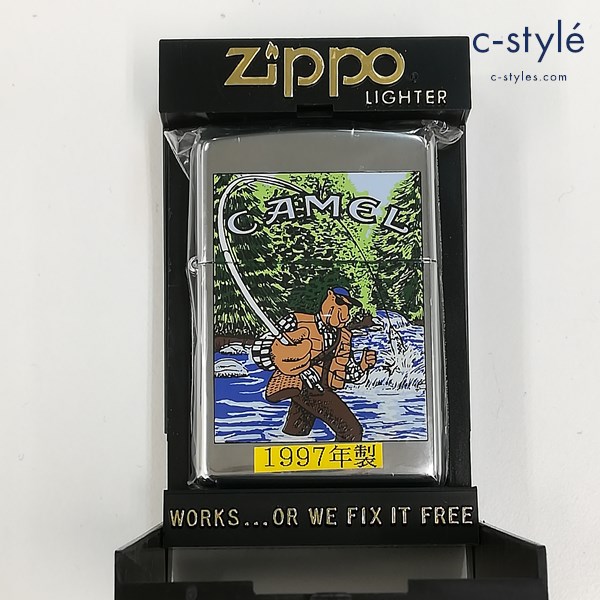 c-stylé
c-styles.com
zippo
LIGHTER
CAMEL
1997年製
WORKS...OR WE FIX IT FREE